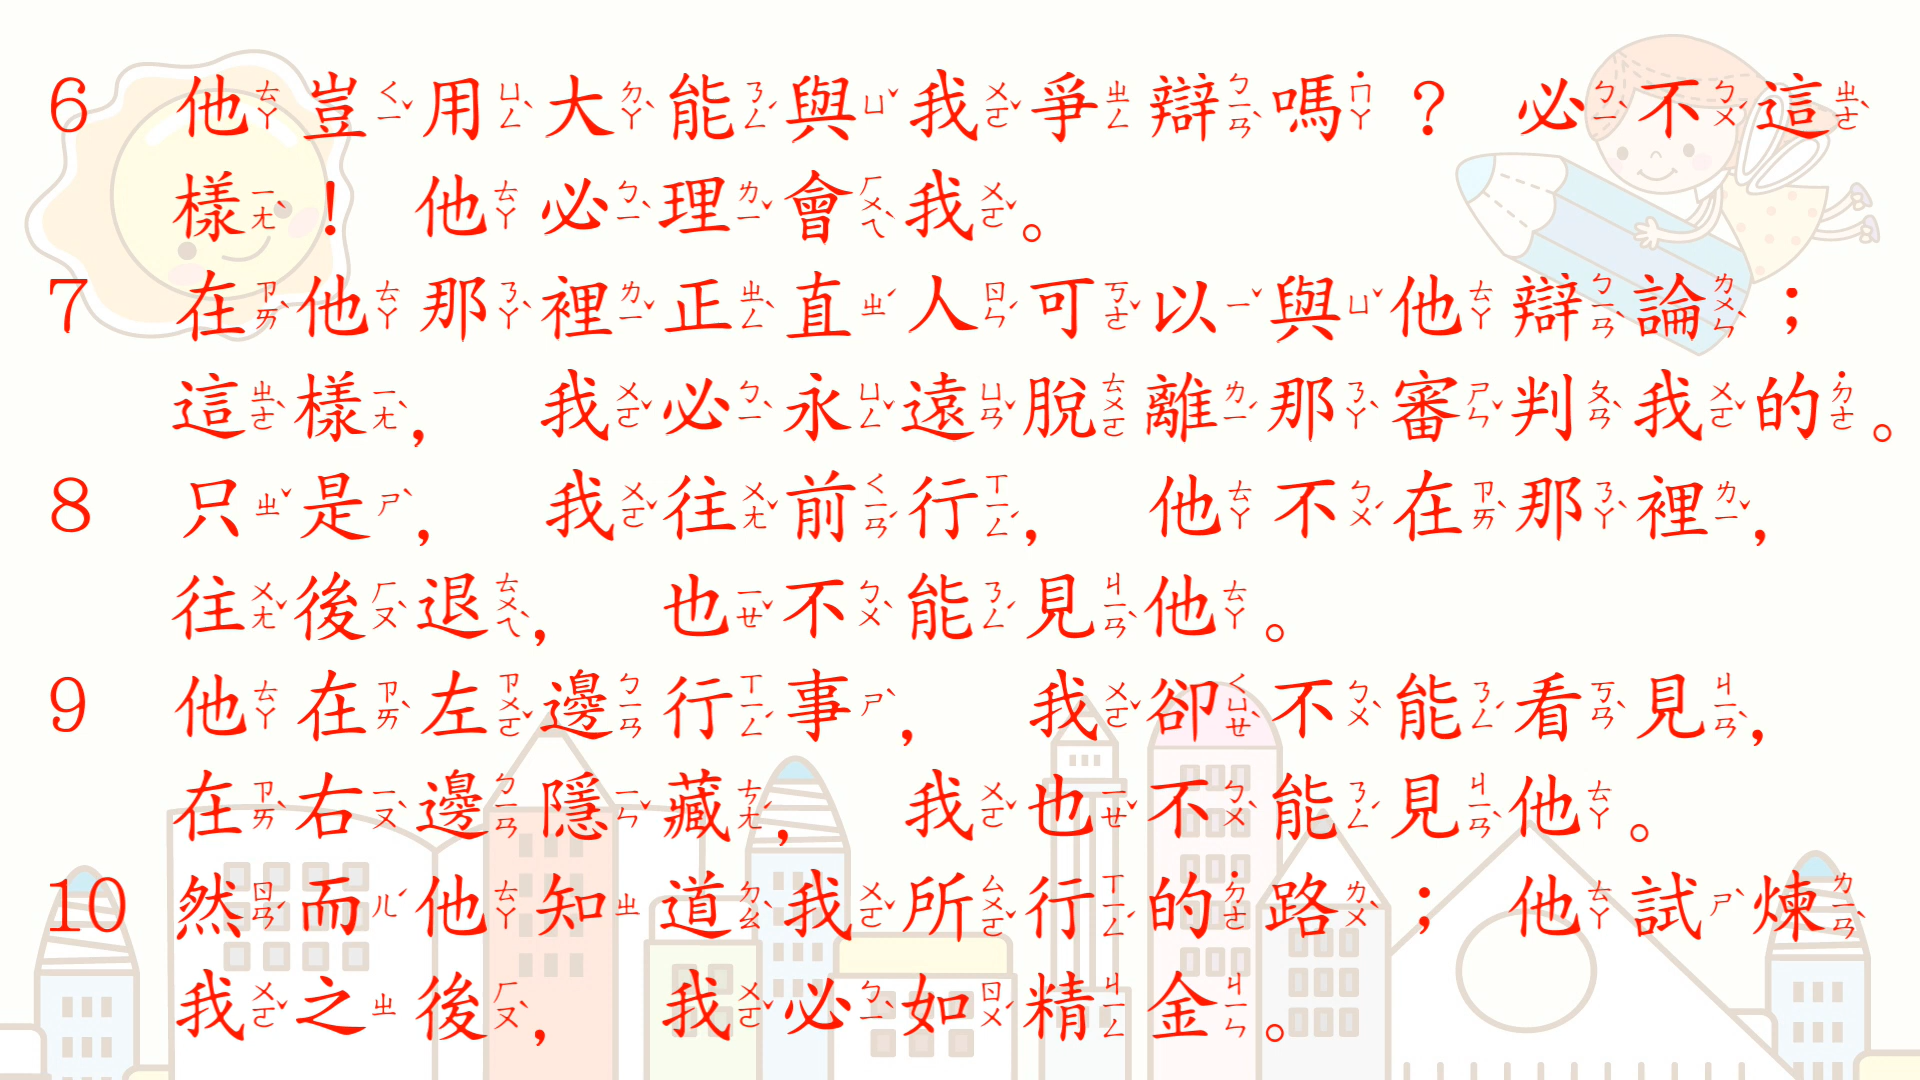 6 他豈用大能與我爭辯嗎？必不這
樣！他必理會我。
7 在他那裡正直人可以與他辯論；
這樣，我必永遠脫離那審判我的。
8 只是，我往前行，他不在那裡，
往後退，也不能見他。
9 他在左邊行事，我卻不能看見，
在右邊隱藏，我也不能見他。
10 然而他知道我所行的路；他試煉
我之後，我必如精金。